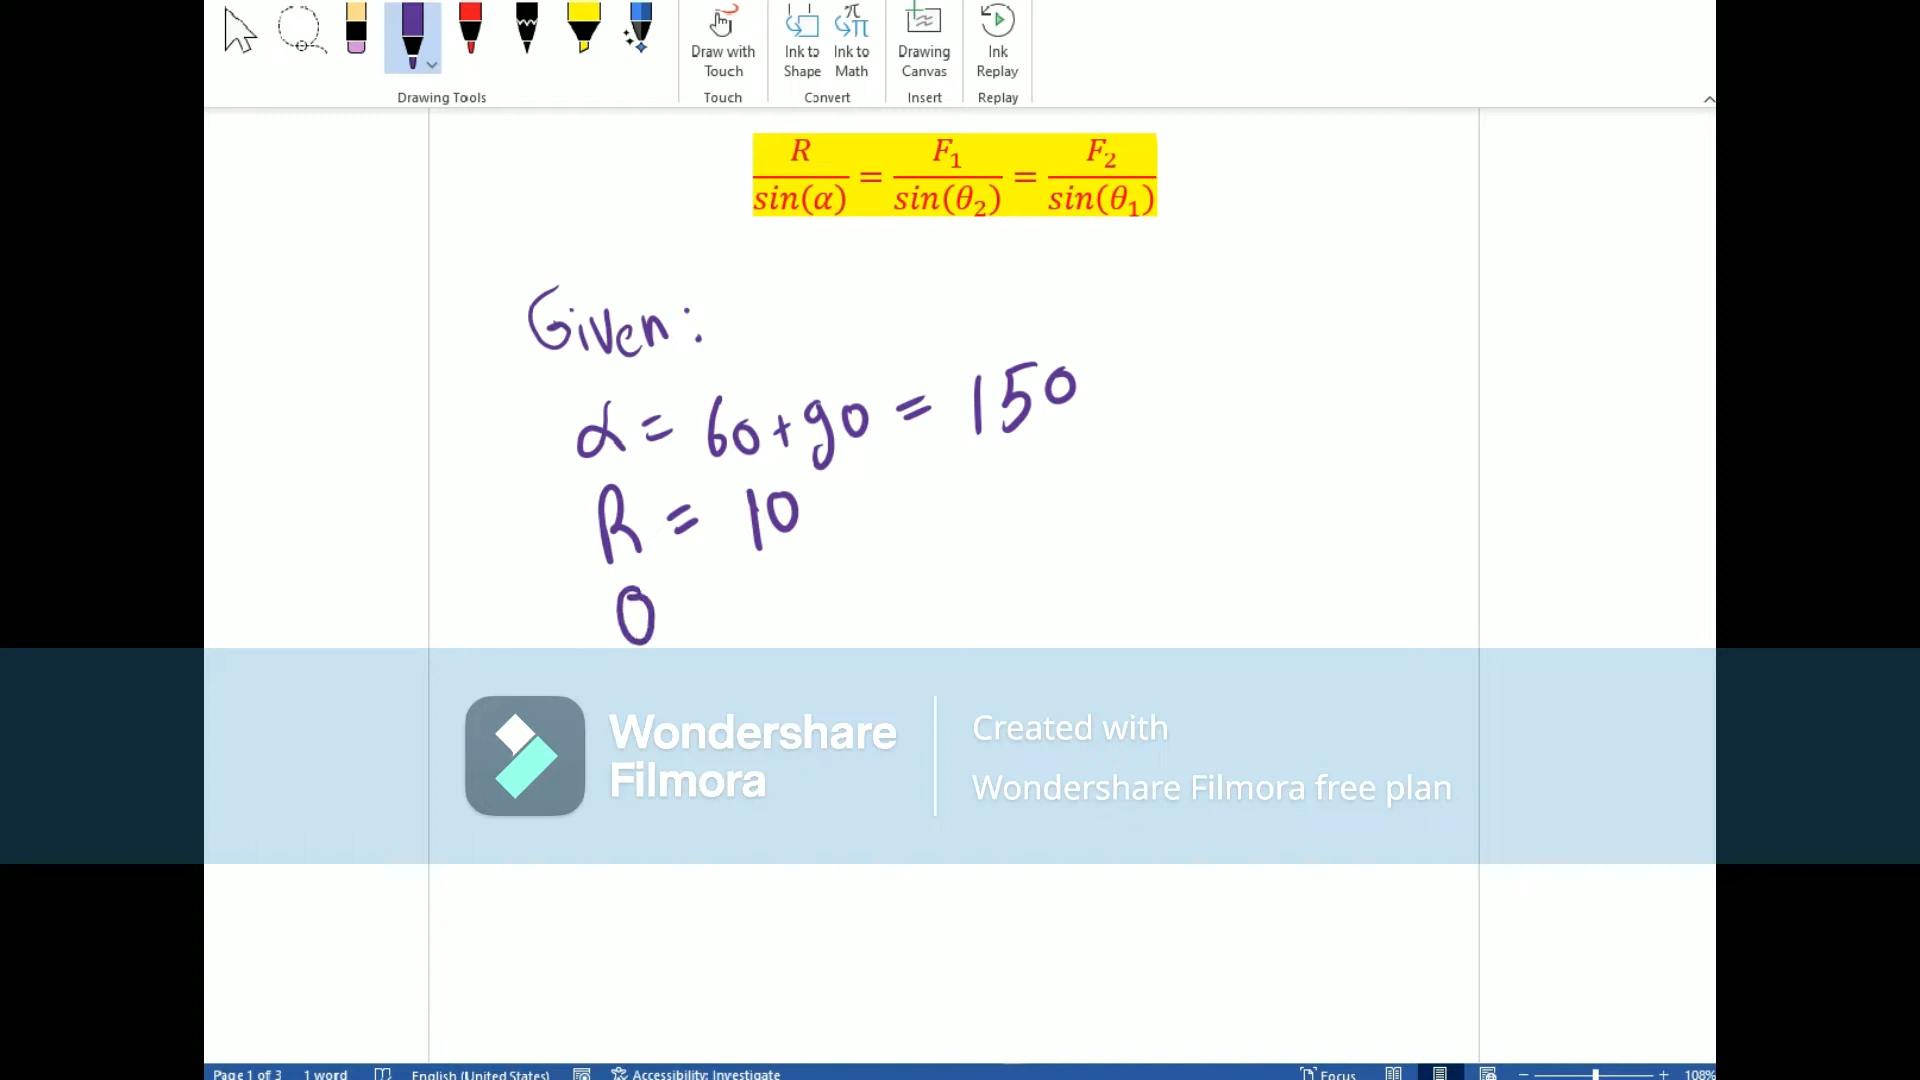 Draw with Touch
Ink to Shape
Ink to Math
Drawing Canvas
Ink Replay
Drawing Tools
Touch
Convert
Insert
Replay
R/sin(α) = F₁/sin(θ₂) = F₂/sin(θ₁)
Given:
α = 60+90 = 150
R = 10
0
Wondershare Filmora
Created with
Wondershare Filmora free plan
Page 1 of 3 1 word English (United States) Accessibility: Investigate Focus 108%